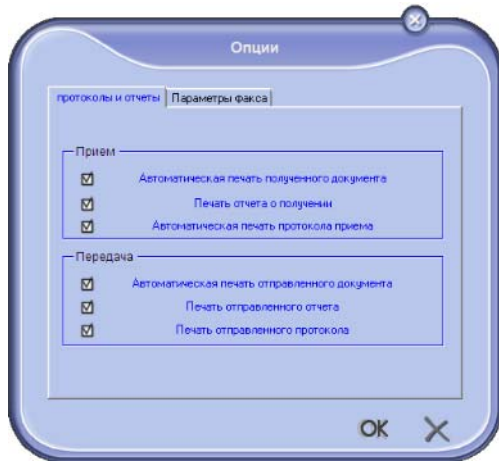 Опции
протоколы и отчеты Параметры факса
Прием
Автоматическая печать полученного документа
Печать отчета о получении
Автоматическая печать протокола приема
Передача
Автоматическая печать отправленного документа
Печать отправленного отчета
Печать отправленного протокола
OK